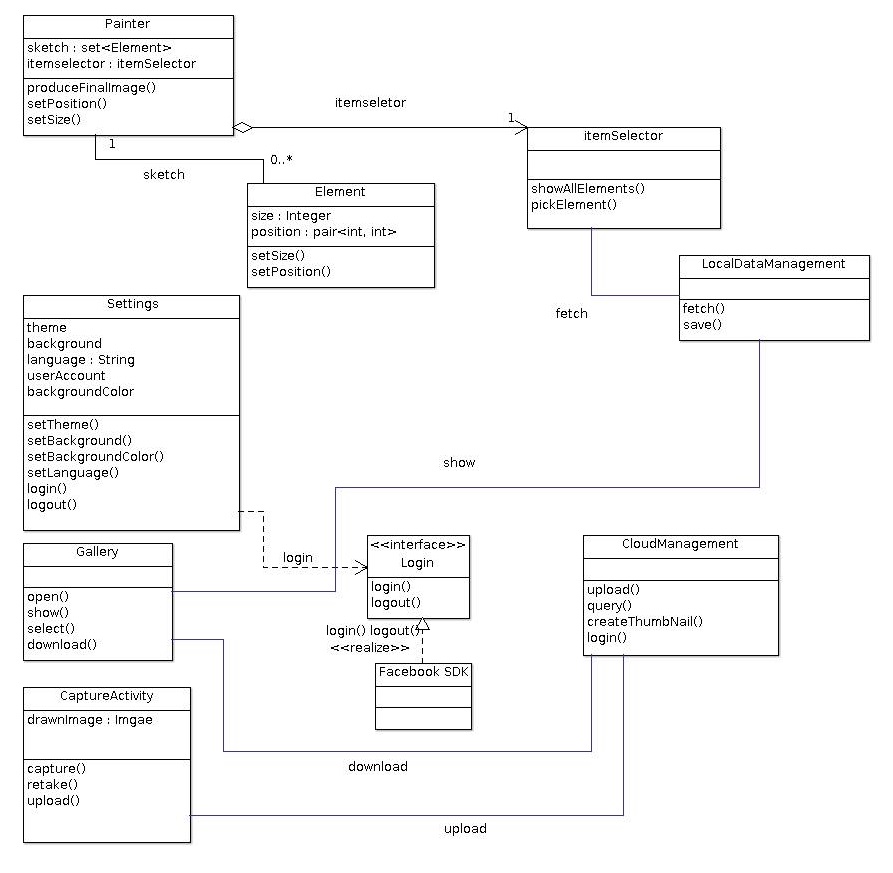 Painter
sketch : set<Element>
itemselector : itemSelector
produceFinalImage()
setPosition()
setSize()
itemseletor
1
1
0..*
sketch
itemSelector
showAllElements()
pickElement()
Element
size : Integer
position : pair<int, int>
setSize()
setPosition()
LocalDataManagement
fetch()
save()
fetch
Settings
theme
background
language : String
userAccount
backgroundColor
setTheme()
setBackground()
setBackgroundColor()
setLanguage()
login()
logout()
show
login
<<interface>>
Login
login()
logout()
login() logout()
<<realize>>
Facebook SDK
CloudManagement
upload()
query()
createThumbNail()
login()
Gallery
open()
show()
select()
download()
CaptureActivity
drawnImage : Imgae
capture()
retake()
upload()
download
upload